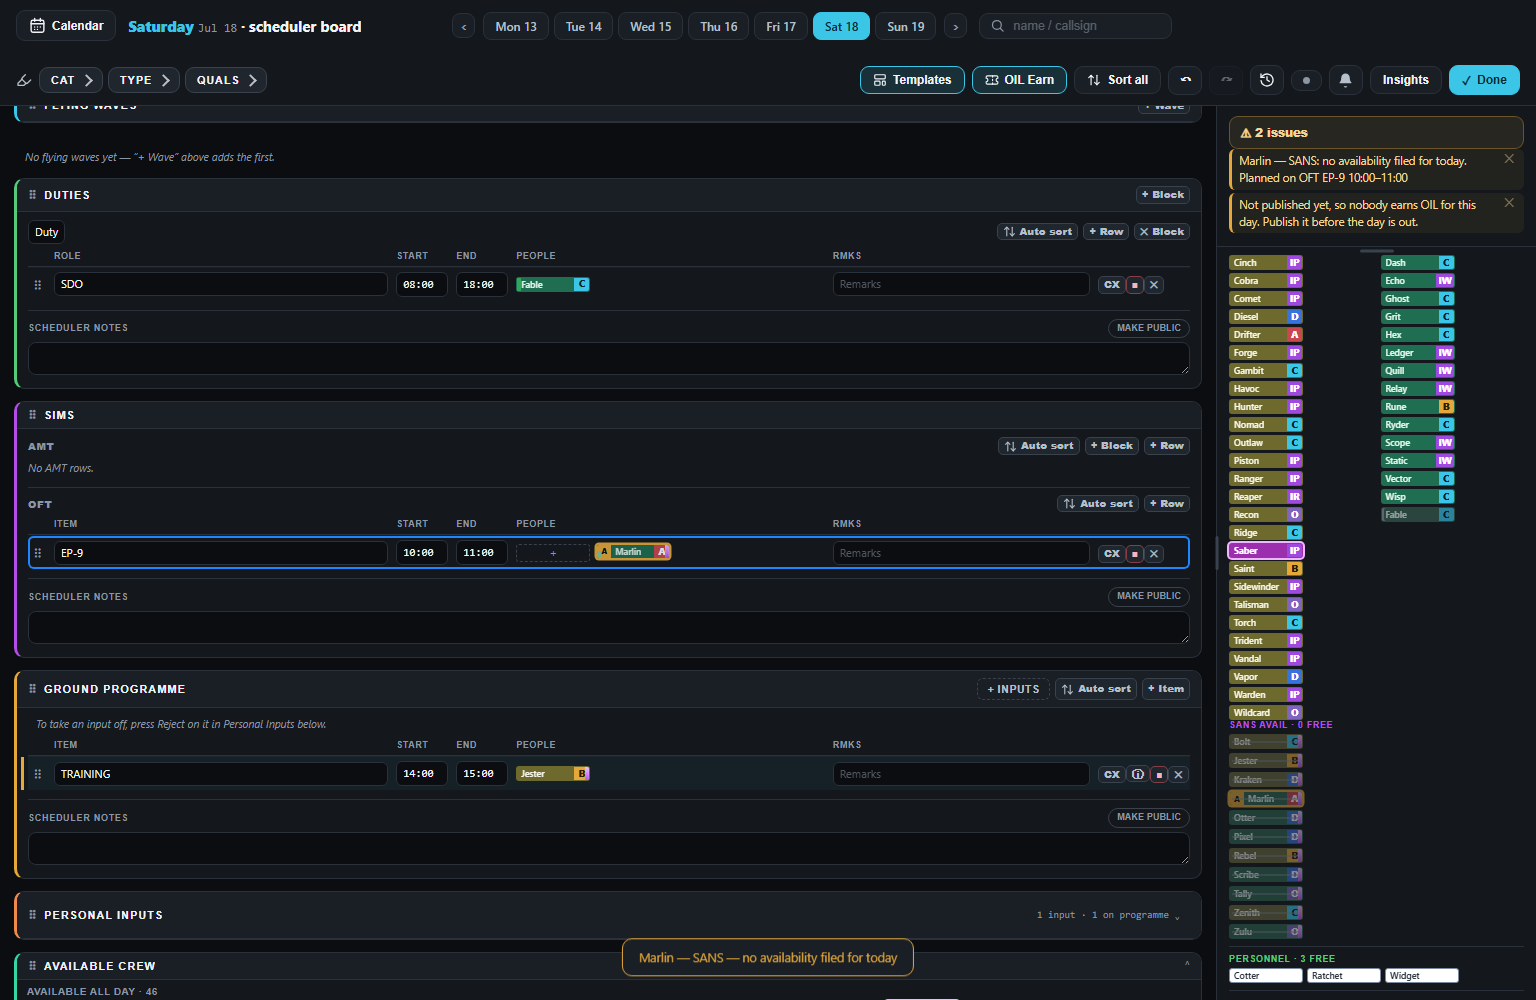 Calendar
Saturday Jul 18 · scheduler board
‹ Mon 13 Tue 14 Wed 15 Thu 16 Fri 17 Sat 18 Sun 19 ›
name / callsign
CAT TYPE QUALS
Templates OIL Earn Sort all Insights ✓ Done
FLYING WAVES + Wave
No flying waves yet — "+ Wave" above adds the first.
DUTIES + Block
Duty Auto sort + Row × Block
ROLE START END PEOPLE RMKS
SDO 08:00 18:00 Fable C Remarks CX
SCHEDULER NOTES MAKE PUBLIC
SIMS
AMT Auto sort + Block + Row
No AMT rows.
OFT Auto sort + Row
ITEM START END PEOPLE RMKS
EP-9 10:00 11:00 + A Marlin A Remarks CX
SCHEDULER NOTES MAKE PUBLIC
GROUND PROGRAMME + INPUTS Auto sort + Item
To take an input off, press Reject on it in Personal Inputs below.
ITEM START END PEOPLE RMKS
TRAINING 14:00 15:00 Jester B Remarks CX
SCHEDULER NOTES MAKE PUBLIC
PERSONAL INPUTS 1 input · 1 on programme
AVAILABLE CREW
AVAILABLE ALL DAY · 46
Marlin — SANS — no availability filed for today
⚠ 2 issues
Marlin — SANS: no availability filed for today.
Planned on OFT EP-9 10:00–11:00
Not published yet, so nobody earns OIL for this
day. Publish it before the day is out.
Cinch IP
Cobra IP
Comet IP
Diesel D
Drifter A
Forge IP
Gambit C
Havoc IP
Hunter IP
Nomad C
Outlaw C
Piston IP
Ranger IP
Reaper IR
Recon O
Ridge C
Saber IP
Saint B
Sidewinder IP
Talisman O
Torch C
Trident IP
Vandal IP
Vapor D
Warden IP
Wildcard O
Dash C
Echo IW
Ghost C
Grit C
Hex C
Ledger IW
Quill IW
Relay IW
Rune B
Ryder C
Scope IW
Static IW
Vector C
Wisp C
Fable C
SANS AVAIL · 0 FREE
Bolt C
Jester B
Kraken D
A Marlin A
Otter D
Pixel D
Rebel B
Scribe D
Tally O
Zenith C
Zulu O
PERSONNEL · 3 FREE
Cotter Ratchet Widget